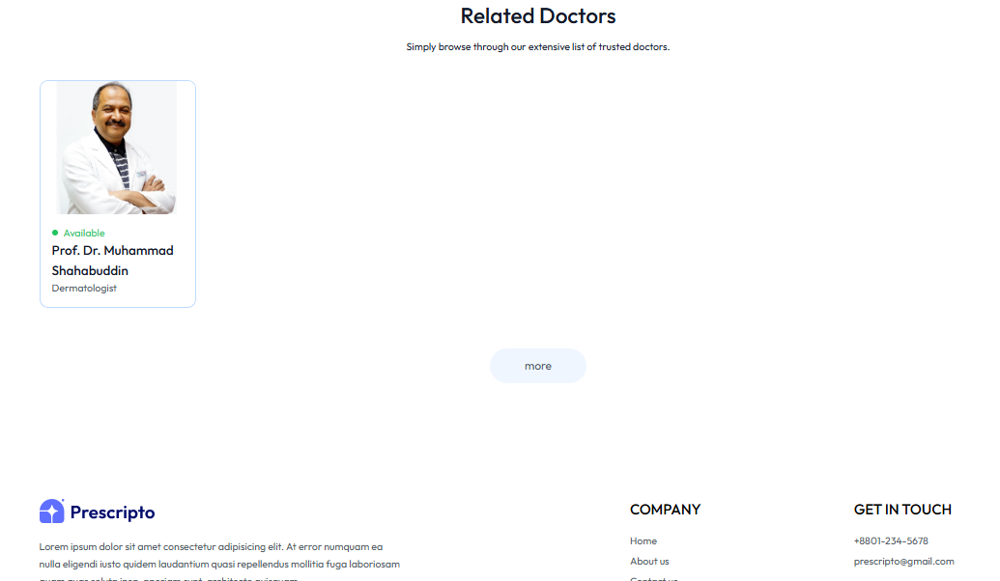 Related Doctors
Simply browse through our extensive list of trusted doctors.
Available
Prof. Dr. Muhammad
Shahabuddin
Dermatologist
more
Prescripto
Lorem ipsum dolor sit amet consectetur adipisicing elit. At error numquam ea
nulla eligendi iusto quidem laudantium quasi repellendus mollitia fuga laboriosam
COMPANY
Home
About us
Contact us
GET IN TOUCH
+8801-234-5678
prescripto@gmail.com